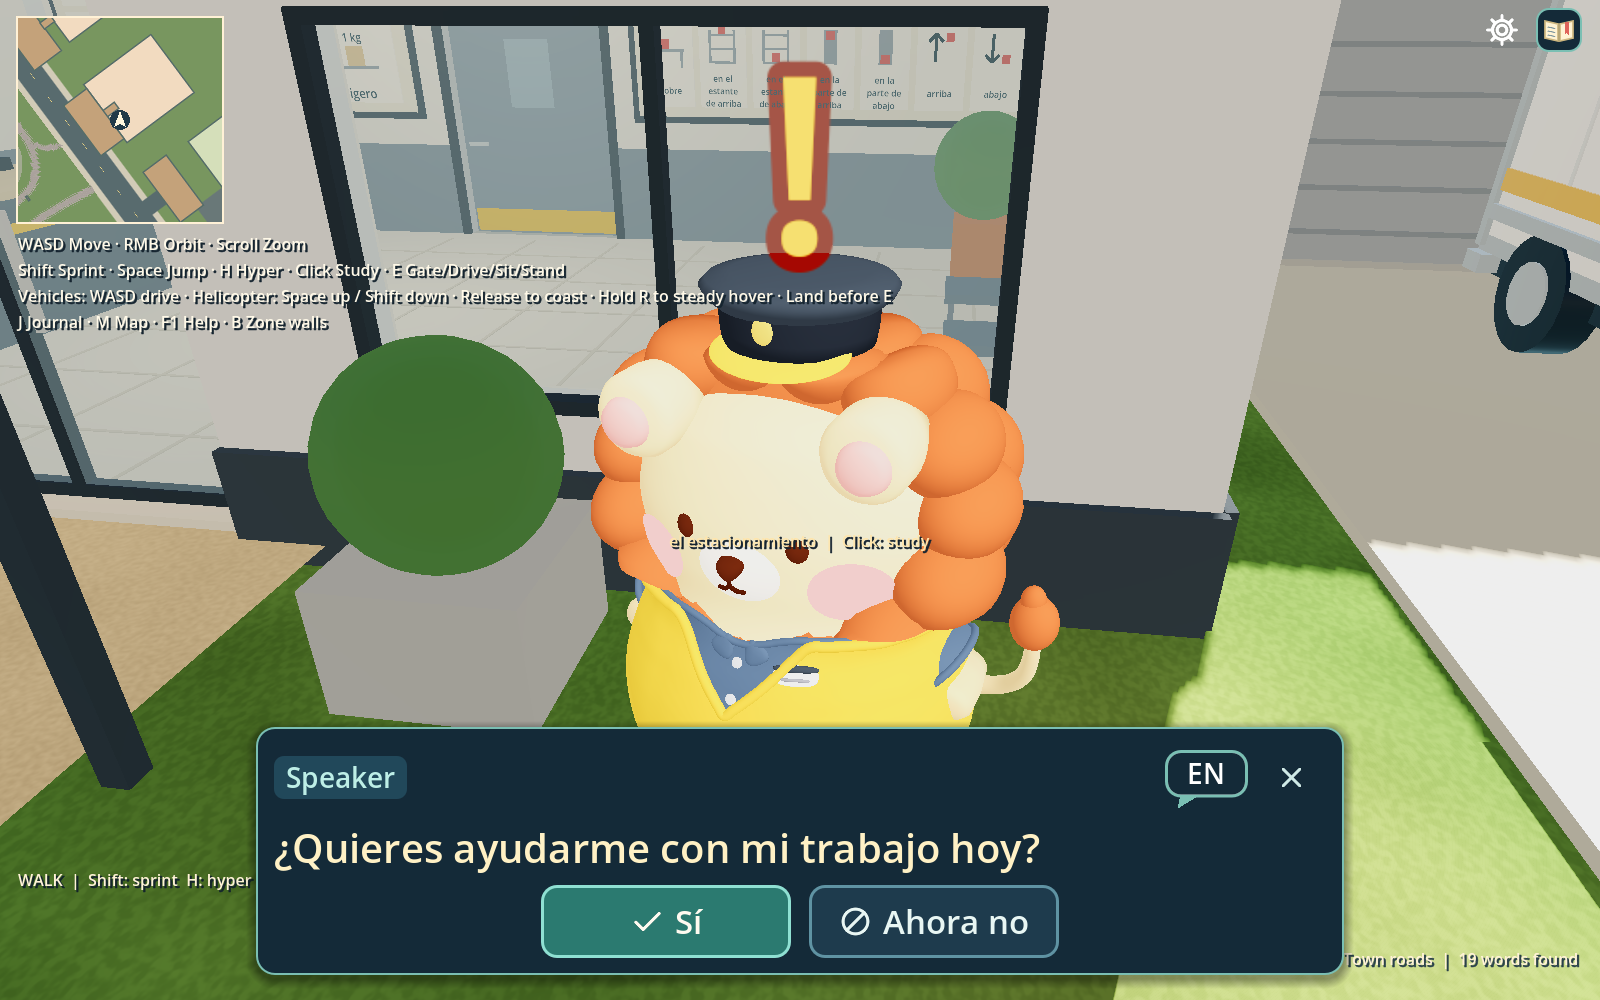 1 kg
ligero
en el
estante
de arriba
en la
parte de
abajo
arriba
abajo
WASD Move · RMB Orbit · Scroll Zoom
Shift Sprint · Space Jump · H Hyper · Click Study · E Gate/Drive/Sit/Stand
Vehicles: WASD drive · Helicopter: Space up / Shift down · Release to coast · Hold R to steady hover · Land before E
J Journal · M Map · F1 Help · B Zone walls
el estacionamiento | Click: study
Speaker
EN
¿Quieres ayudarme con mi trabajo hoy?
Sí
Ahora no
WALK | Shift: sprint H: hyper
Town roads | 19 words found